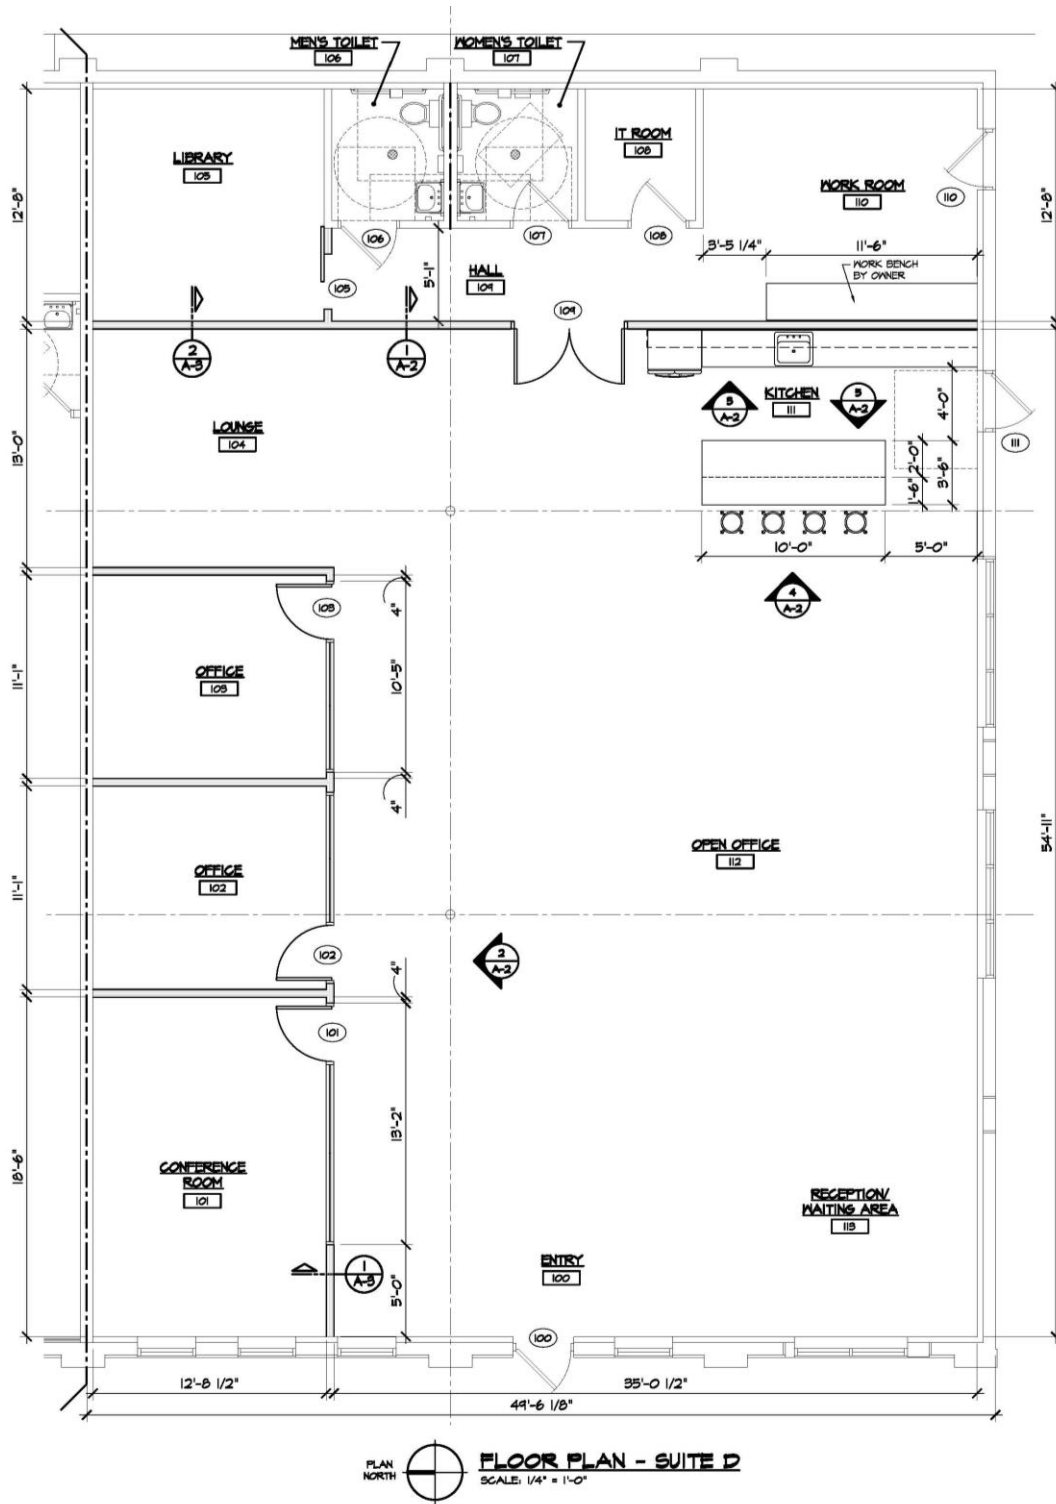 MEN'S TOILET
106
WOMEN'S TOILET
107
LIBRARY
105
IT ROOM
108
WORK ROOM
110
110
12'-8"
12'-8"
106
107
108
3'-5 1/4"
11'-6"
WORK BENCH
BY OWNER
5'-1"
HALL
109
105
109
2
A-3
1
A-2
KITCHEN
111
3
A-2
5
A-2
4'-0"
111
LOUNGE
104
13'-0"
2'-0"
1'-6"
3'-6"
10'-0"
5'-0"
4
A-2
103
4"
OFFICE
103
11'-1"
10'-5"
4"
OPEN OFFICE
112
54'-11"
OFFICE
102
11'-1"
102
2
A-2
4"
101
13'-2"
CONFERENCE
ROOM
101
18'-6"
RECEPTION/
WAITING AREA
113
ENTRY
100
1
A-3
5'-0"
100
12'-8 1/2"
35'-0 1/2"
49'-6 1/8"
PLAN
NORTH
FLOOR PLAN - SUITE D
SCALE: 1/4" = 1'-0"